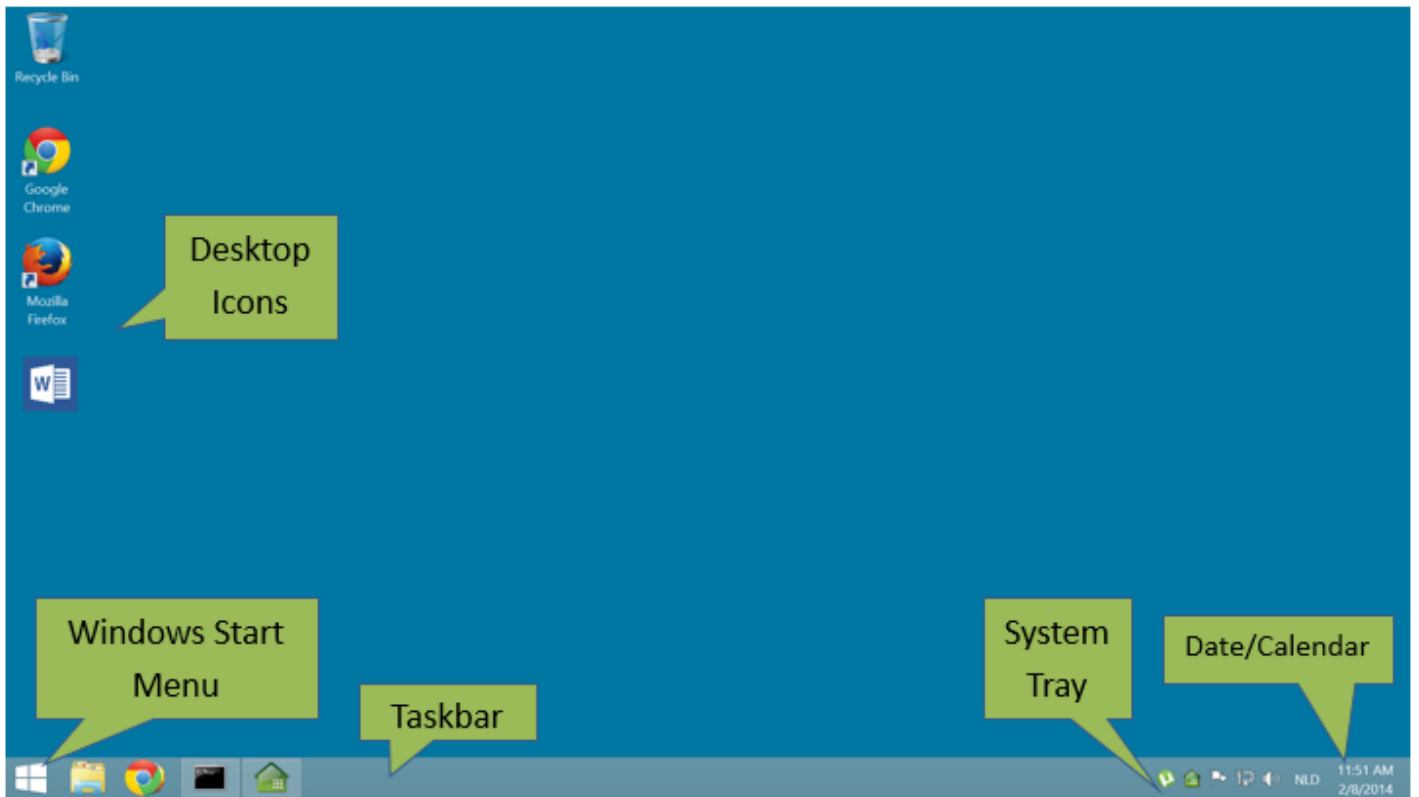 Recycle Bin
Google
Chrome
Mozilla
Firefox
W
Desktop
Icons
Windows Start
Menu
Taskbar
System
Tray
Date/Calendar
NLD
11:51 AM
2/8/2014